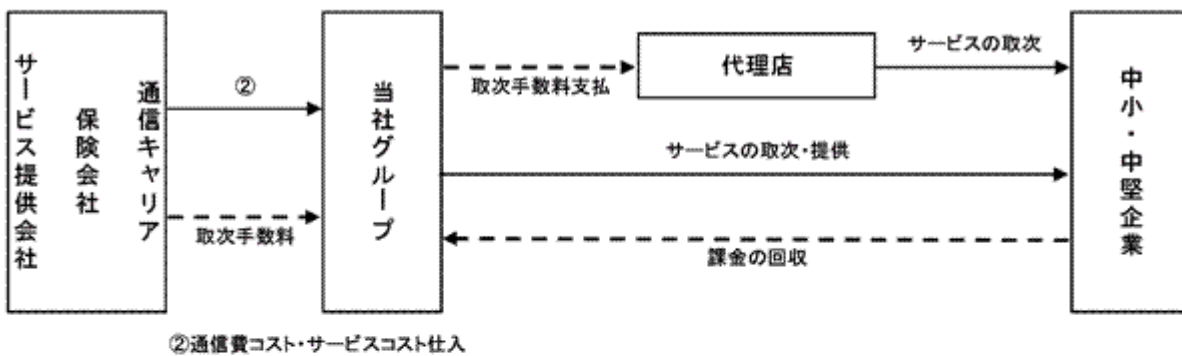 通信キャリア
保険会社
サービス提供会社
②
取次手数料
当社グループ
取次手数料支払
代理店
サービスの取次
サービスの取次・提供
課金の回収
中小・中堅企業
②通信費コスト・サービスコスト仕入